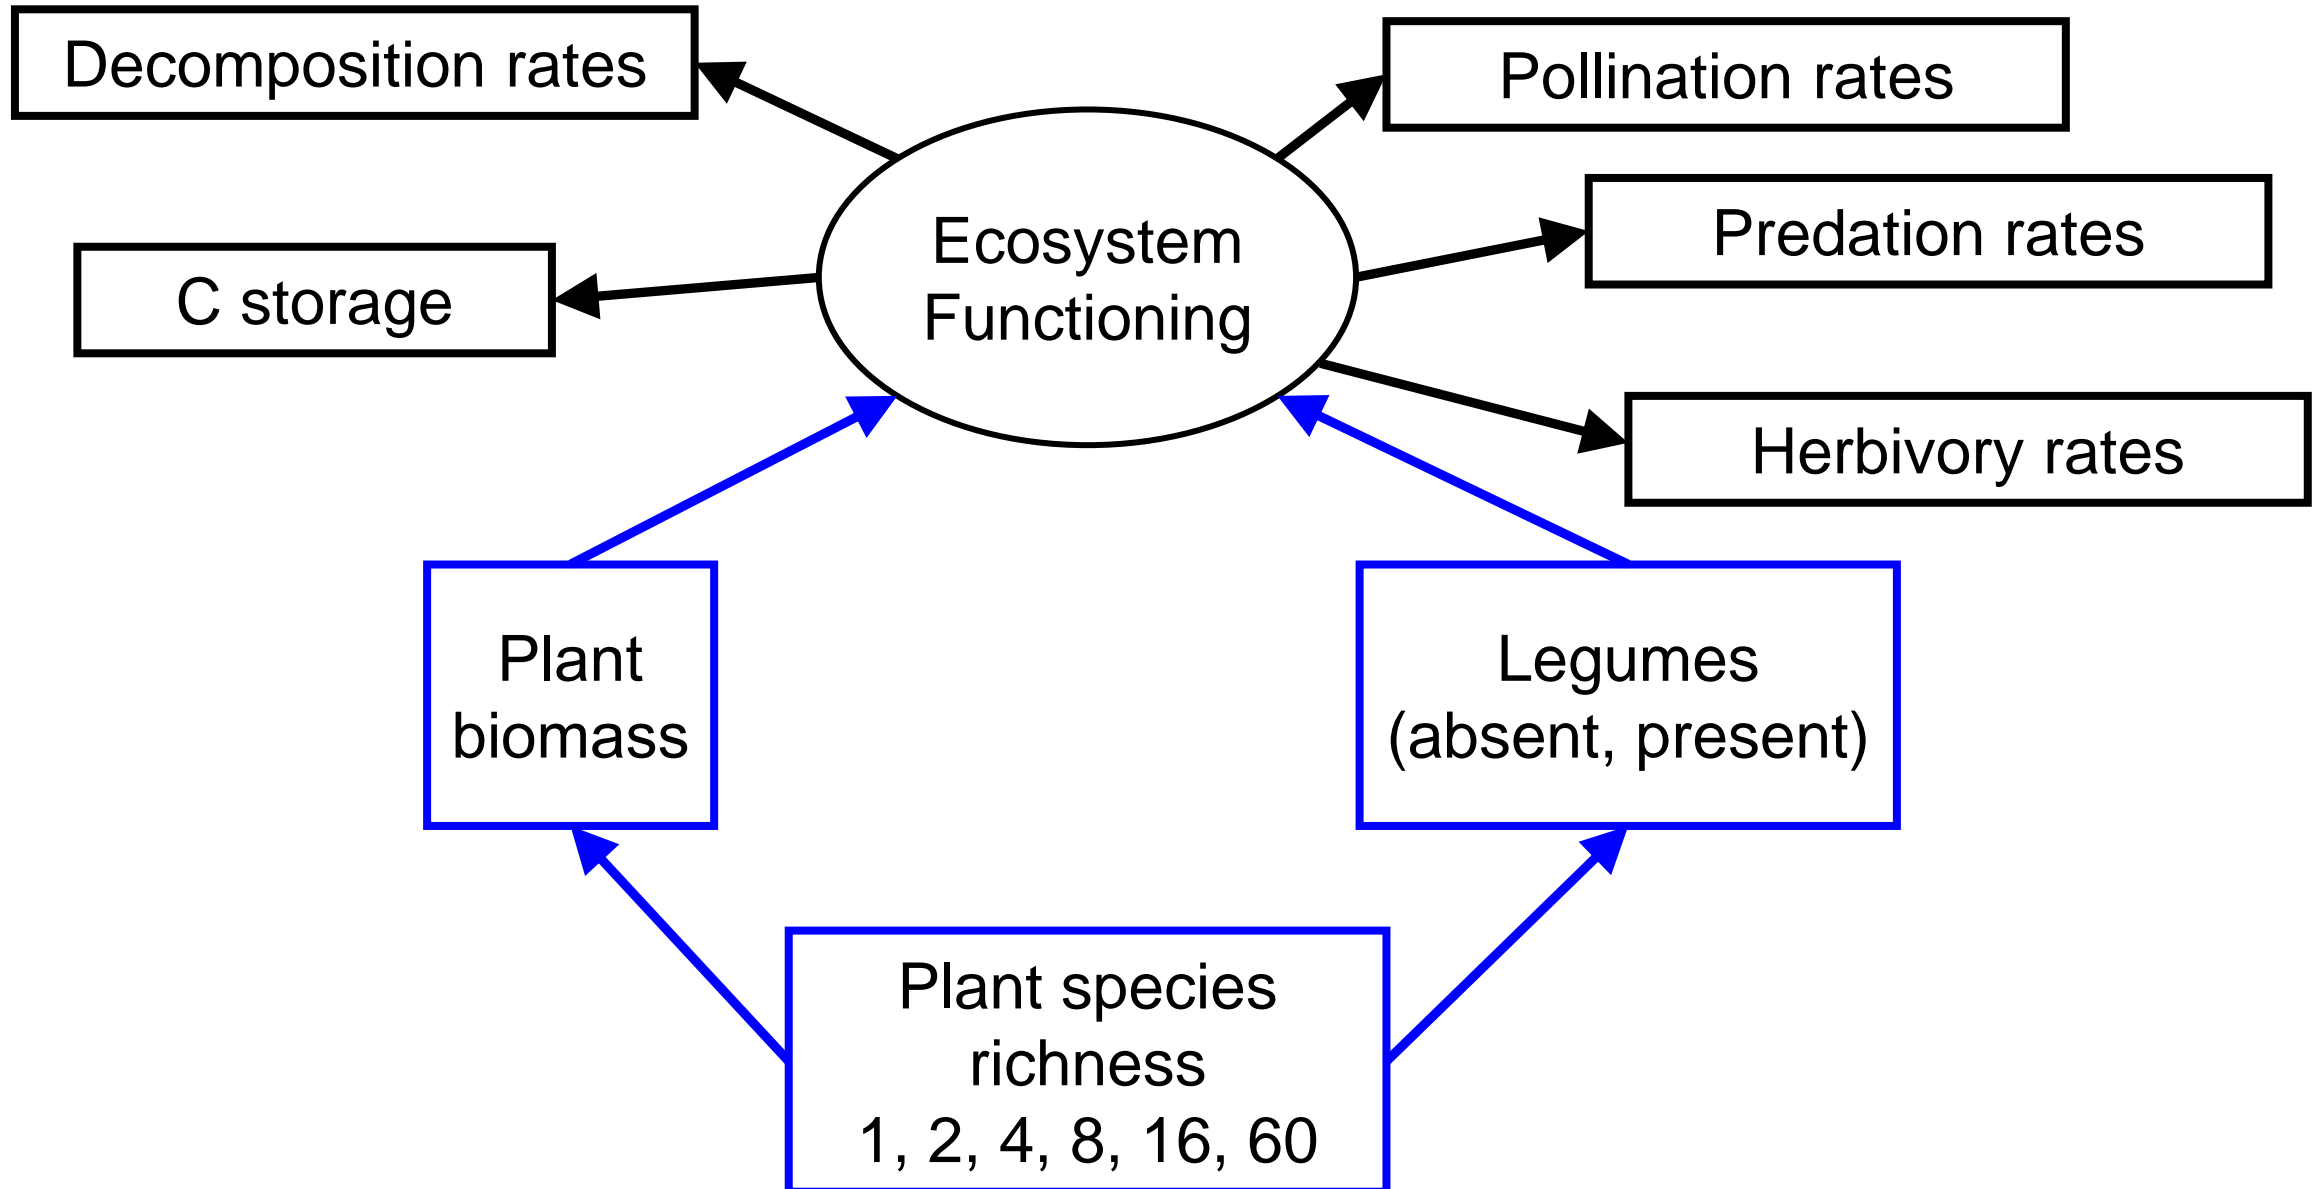 Decomposition rates
Pollination rates
Predation rates
Ecosystem
Functioning
C storage
Herbivory rates
Plant
biomass
Legumes
(absent, present)
Plant species
richness
1, 2, 4, 8, 16, 60